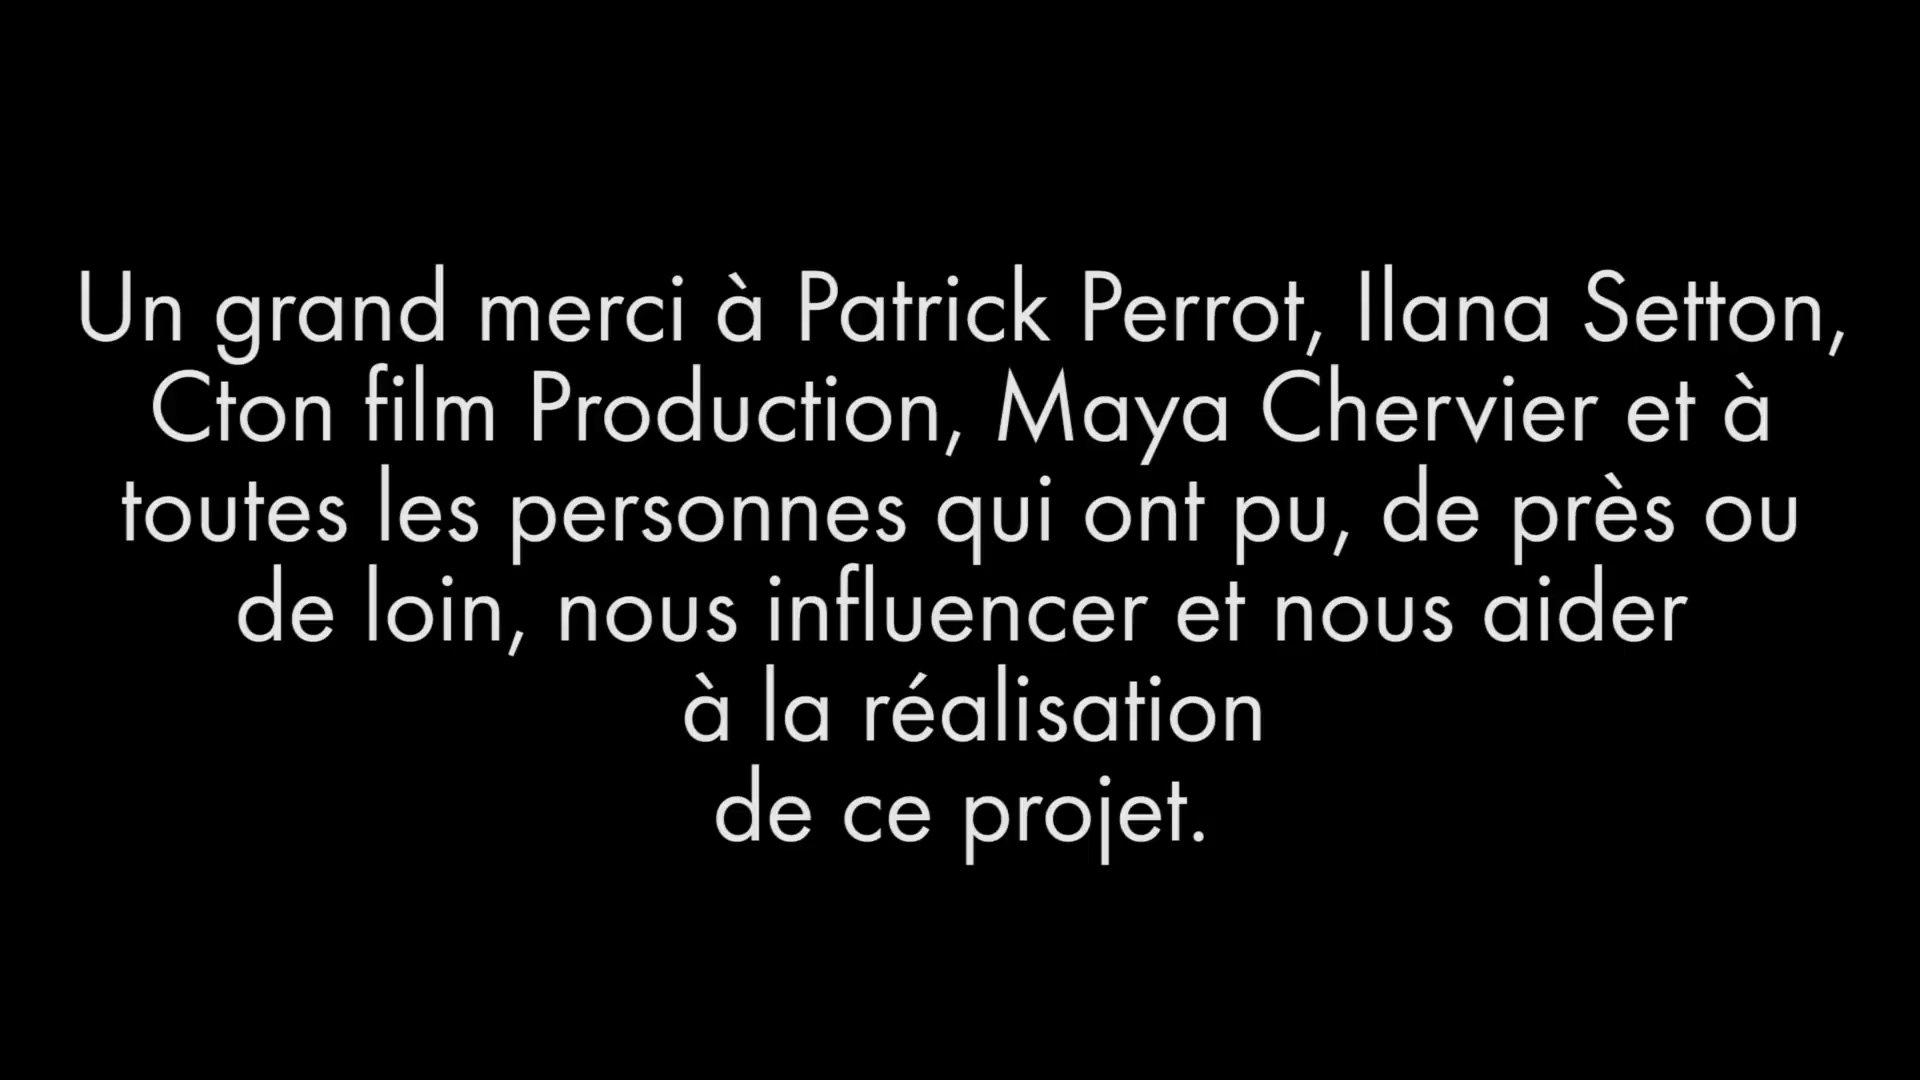 Un grand merci à Patrick Perrot, Ilana Setton,
Cton film Production, Maya Chervier et à
toutes les personnes qui ont pu, de près ou
de loin, nous influencer et nous aider
à la réalisation
de ce projet.